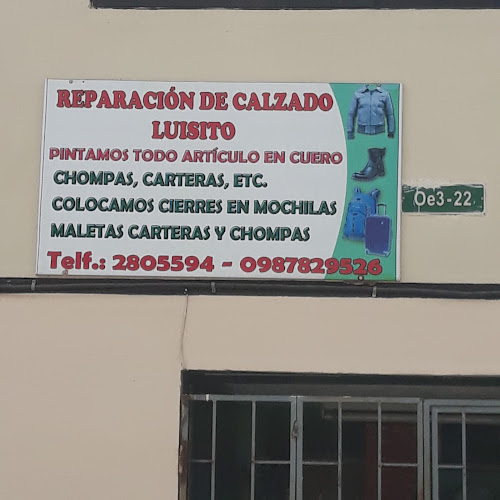 REPARACIÓN DE CALZADO
LUISITO
PINTAMOS TODO ARTÍCULO EN CUERO
CHOMPAS, CARTERAS, ETC.
COLOCAMOS CIERRES EN MOCHILAS
MALETAS CARTERAS Y CHOMPAS
Telf.: 2805594 - 0987829526
Oe3-22